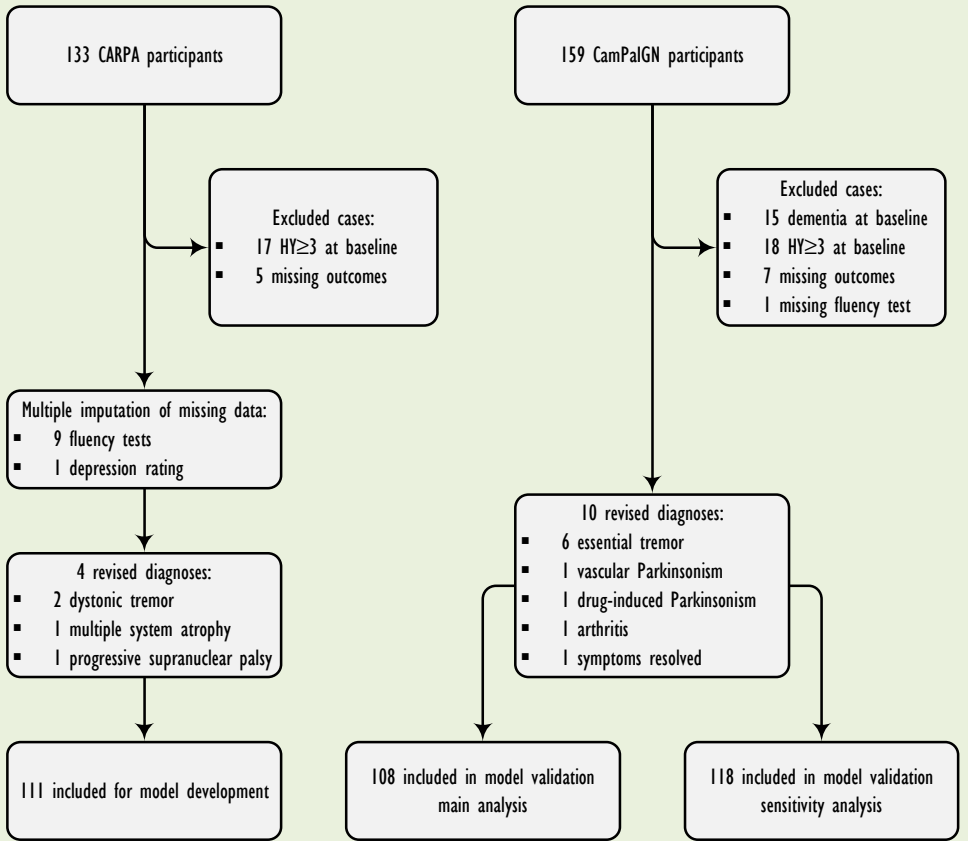 133 CARPA participants
Excluded cases:
▪ 17 HY≥3 at baseline
▪ 5 missing outcomes
Multiple imputation of missing data:
▪ 9 fluency tests
▪ 1 depression rating
4 revised diagnoses:
▪ 2 dystonic tremor
▪ 1 multiple system atrophy
▪ 1 progressive supranuclear palsy
111 included for model development
159 CamPaIGN participants
Excluded cases:
▪ 15 dementia at baseline
▪ 18 HY≥3 at baseline
▪ 7 missing outcomes
▪ 1 missing fluency test
10 revised diagnoses:
▪ 6 essential tremor
▪ 1 vascular Parkinsonism
▪ 1 drug-induced Parkinsonism
▪ 1 arthritis
▪ 1 symptoms resolved
108 included in model validation
main analysis
118 included in model validation
sensitivity analysis